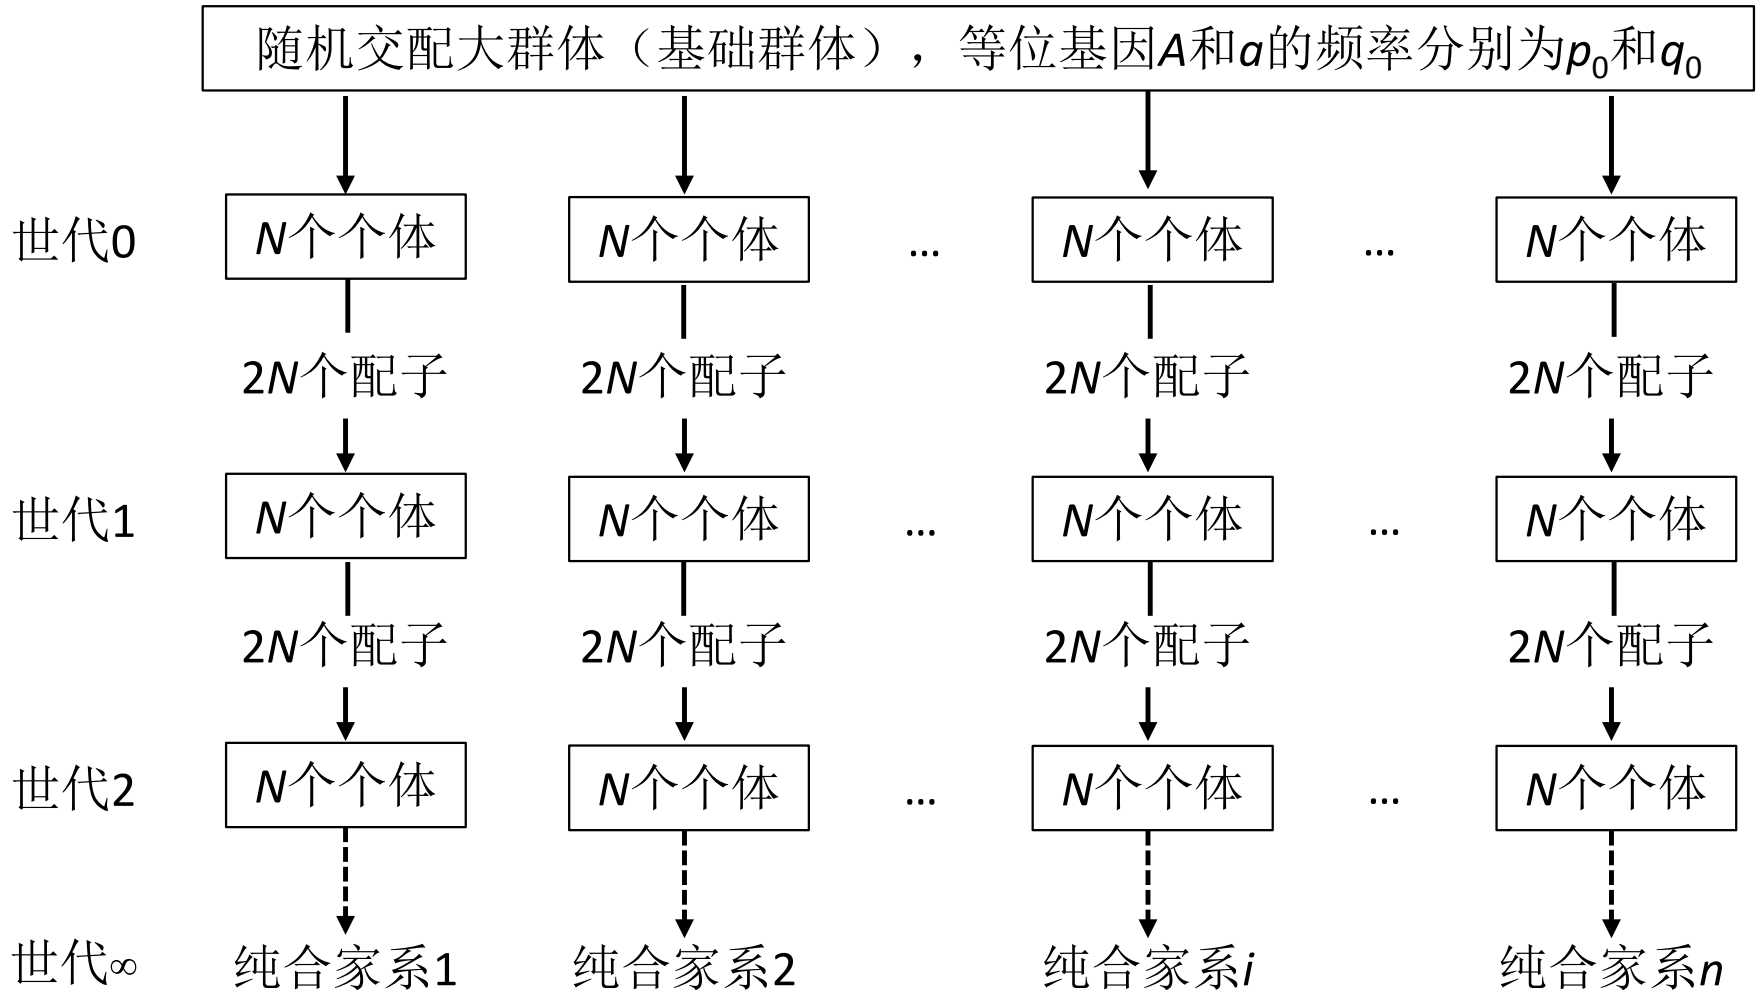 随机交配大群体（基础群体），等位基因A和a的频率分别为p₀和q₀
世代0 N个个体 N个个体 ... N个个体 ... N个个体
2N个配子 2N个配子 2N个配子 2N个配子
世代1 N个个体 N个个体 ... N个个体 ... N个个体
2N个配子 2N个配子 2N个配子 2N个配子
世代2 N个个体 N个个体 ... N个个体 ... N个个体
世代∞ 纯合家系1 纯合家系2 纯合家系i 纯合家系n